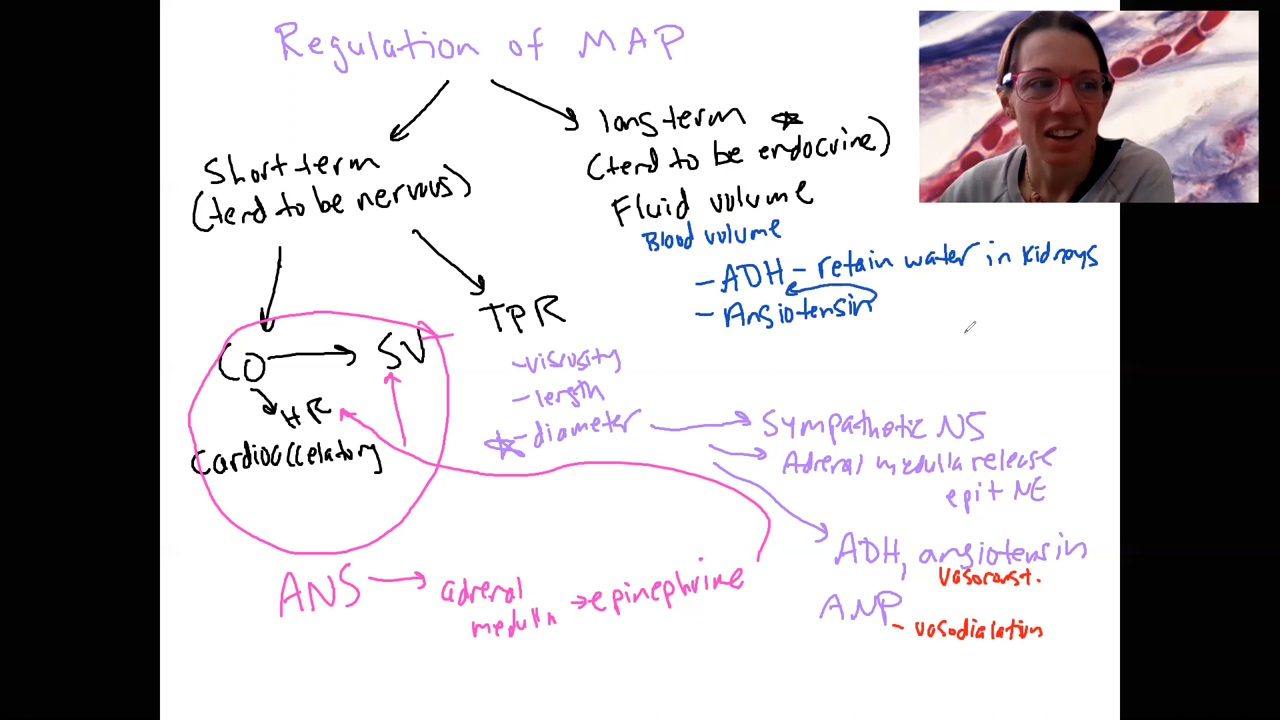 Regulation of MAP
Short term
(tend to be nervous)
long term
(tend to be endocrine)
Fluid volume
Blood volume
- ADH - retain water in kidneys
- Angiotensin
CO
SV
HR
Cardioaccelatory
TPR
- viscosity
- length
- diameter
Sympathetic NS
Adrenal medulla release
epi + NE
ADH, angiotensin
vasoconst.
ANP
- vasodialation
ANS
adrenal
medulla
epinephrine